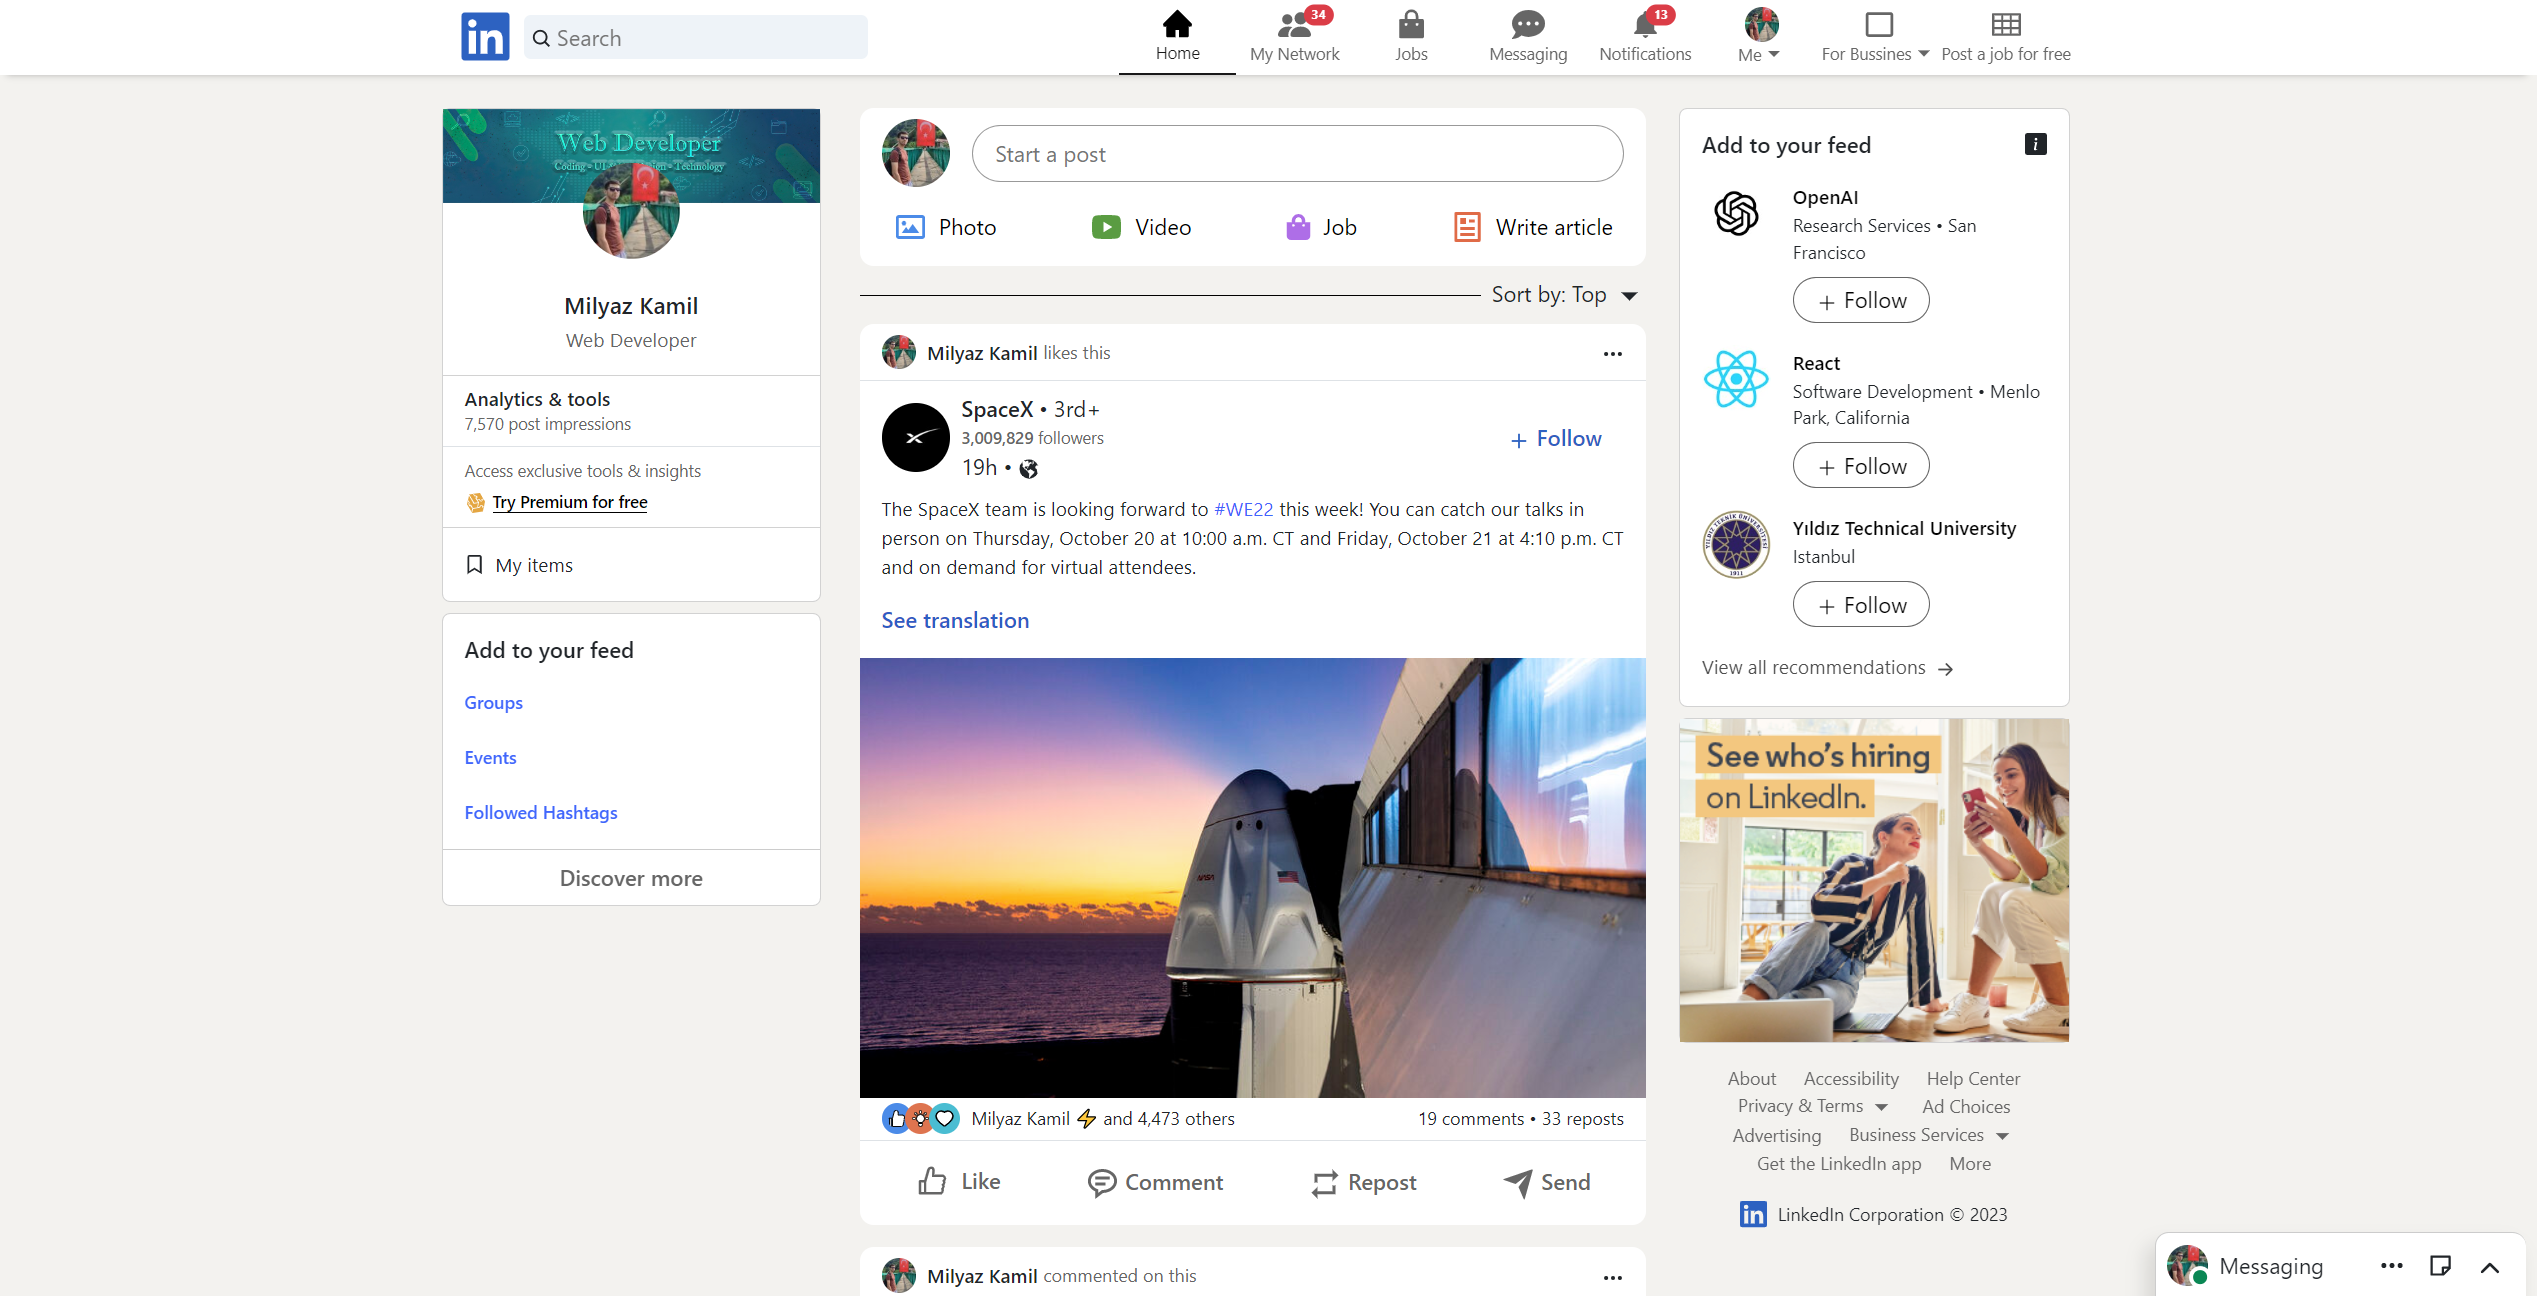 in
Search
Home
34
My Network
Jobs
Messaging
13
Notifications
Me
For Bussines
Post a job for free
Web Developer
Milyaz Kamil
Web Developer
Analytics & tools
7,570 post impressions
Access exclusive tools & insights
Try Premium for free
My items
Add to your feed
Groups
Events
Followed Hashtags
Discover more
Start a post
Photo
Video
Job
Write article
Sort by: Top
Milyaz Kamil likes this
SpaceX • 3rd+
3,009,829 followers
+ Follow
19h •
The SpaceX team is looking forward to #WE22 this week! You can catch our talks in
person on Thursday, October 20 at 10:00 a.m. CT and Friday, October 21 at 4:10 p.m. CT
and on demand for virtual attendees.
See translation
NASA
Milyaz Kamil ⚡ and 4,473 others
19 comments • 33 reposts
Like
Comment
Repost
Send
Milyaz Kamil commented on this
Add to your feed
i
OpenAI
Research Services • San
Francisco
+ Follow
React
Software Development • Menlo
Park, California
+ Follow
YILDIZ TEKNİK ÜNİVERSİTESİ
1911
Yıldız Technical University
Istanbul
+ Follow
View all recommendations →
See who's hiring
on LinkedIn.
About Accessibility Help Center
Privacy & Terms Ad Choices
Advertising Business Services
Get the LinkedIn app More
in LinkedIn Corporation © 2023
Messaging